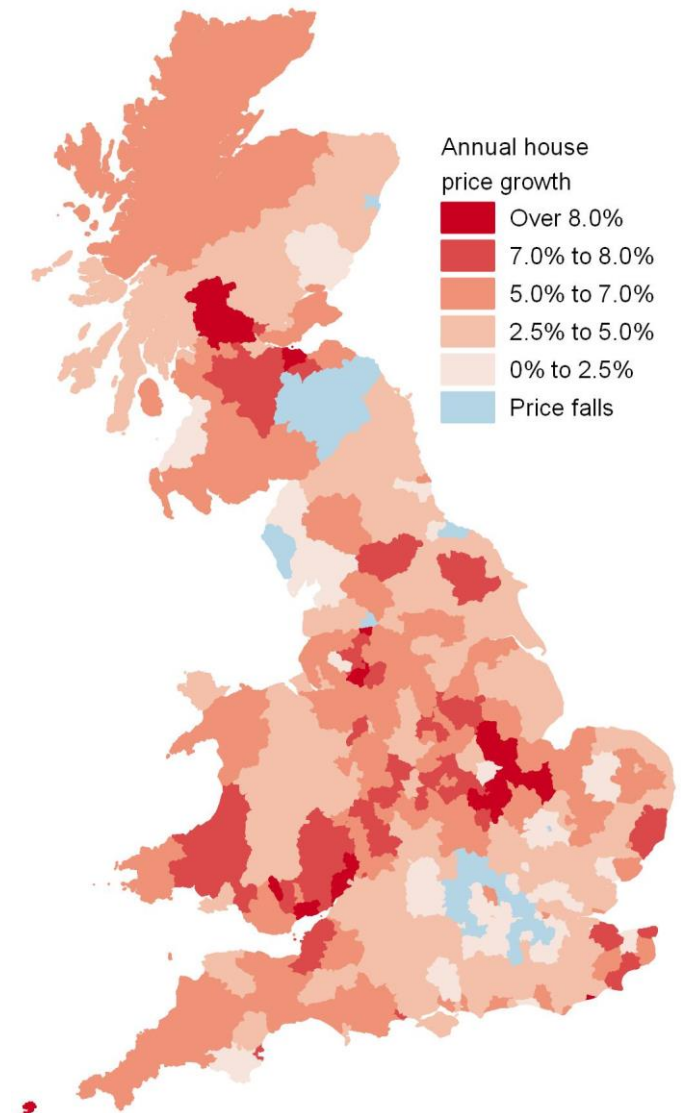 Annual house
price growth
Over 8.0%
7.0% to 8.0%
5.0% to 7.0%
2.5% to 5.0%
0% to 2.5%
Price falls